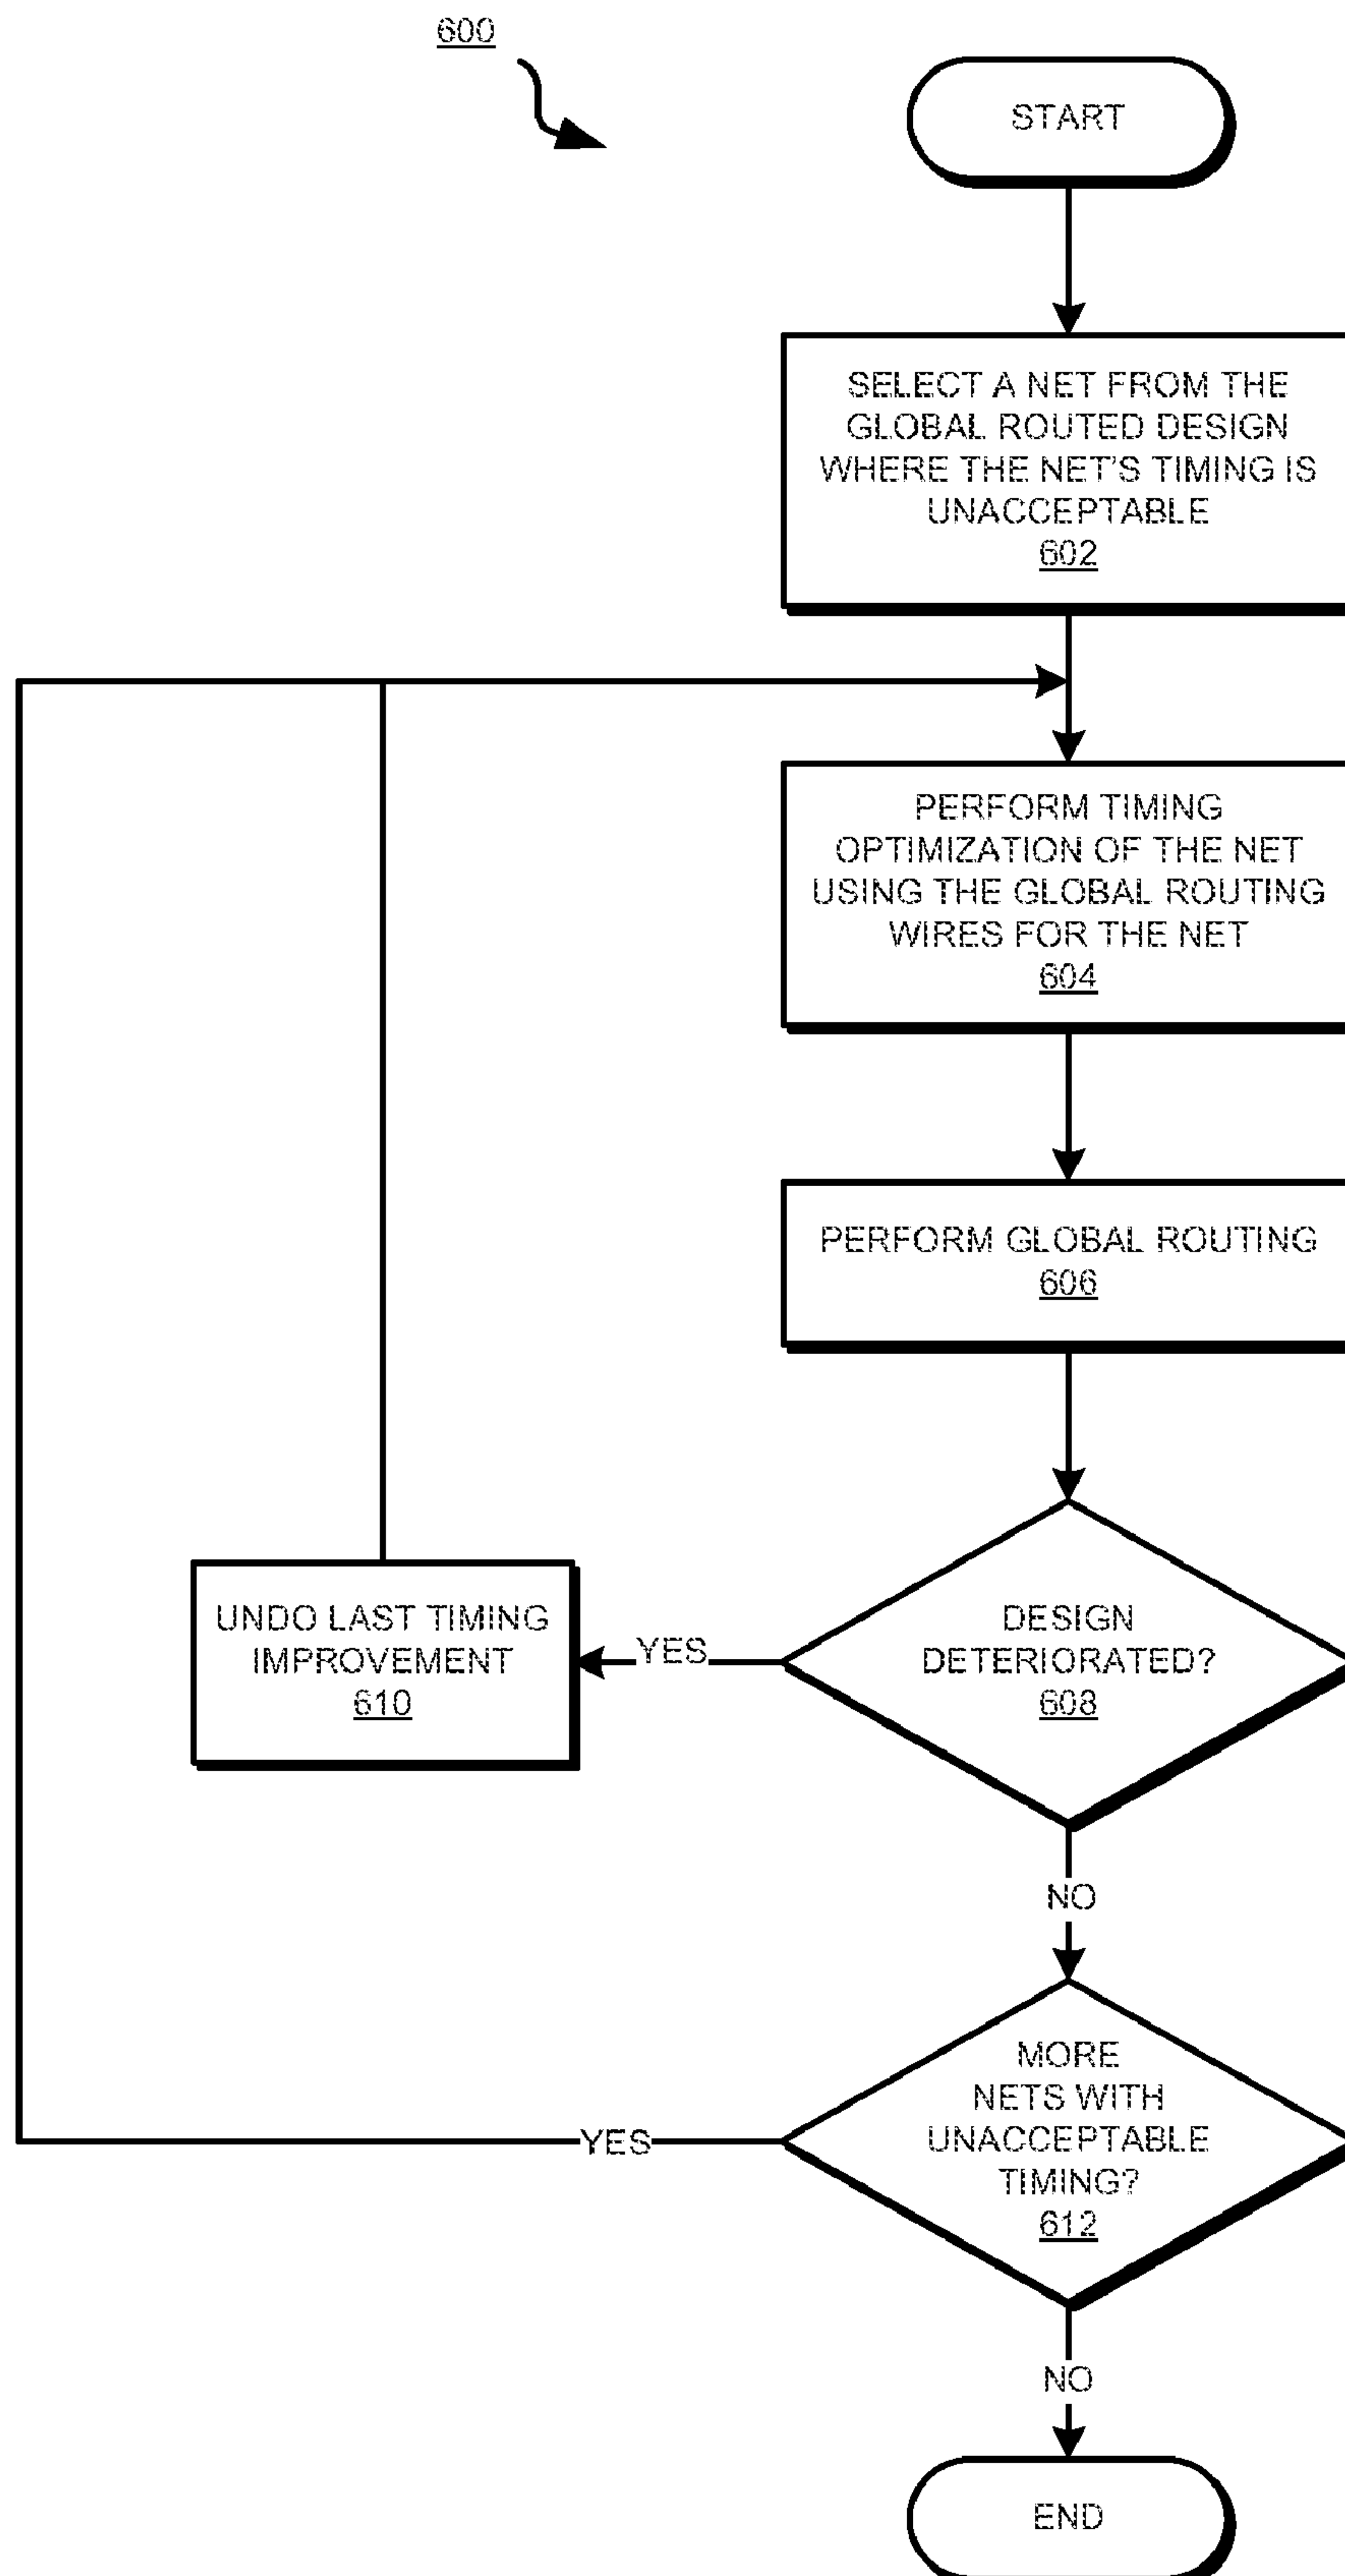 600
START
SELECT A NET FROM THE
GLOBAL ROUTED DESIGN
WHERE THE NET'S TIMING IS
UNACCEPTABLE
602
PERFORM TIMING
OPTIMIZATION OF THE NET
USING THE GLOBAL ROUTING
WIRES FOR THE NET
604
PERFORM GLOBAL ROUTING
606
DESIGN
DETERIORATED?
608
YES
UNDO LAST TIMING
IMPROVEMENT
610
NO
MORE
NETS WITH
UNACCEPTABLE
TIMING?
612
YES
NO
END